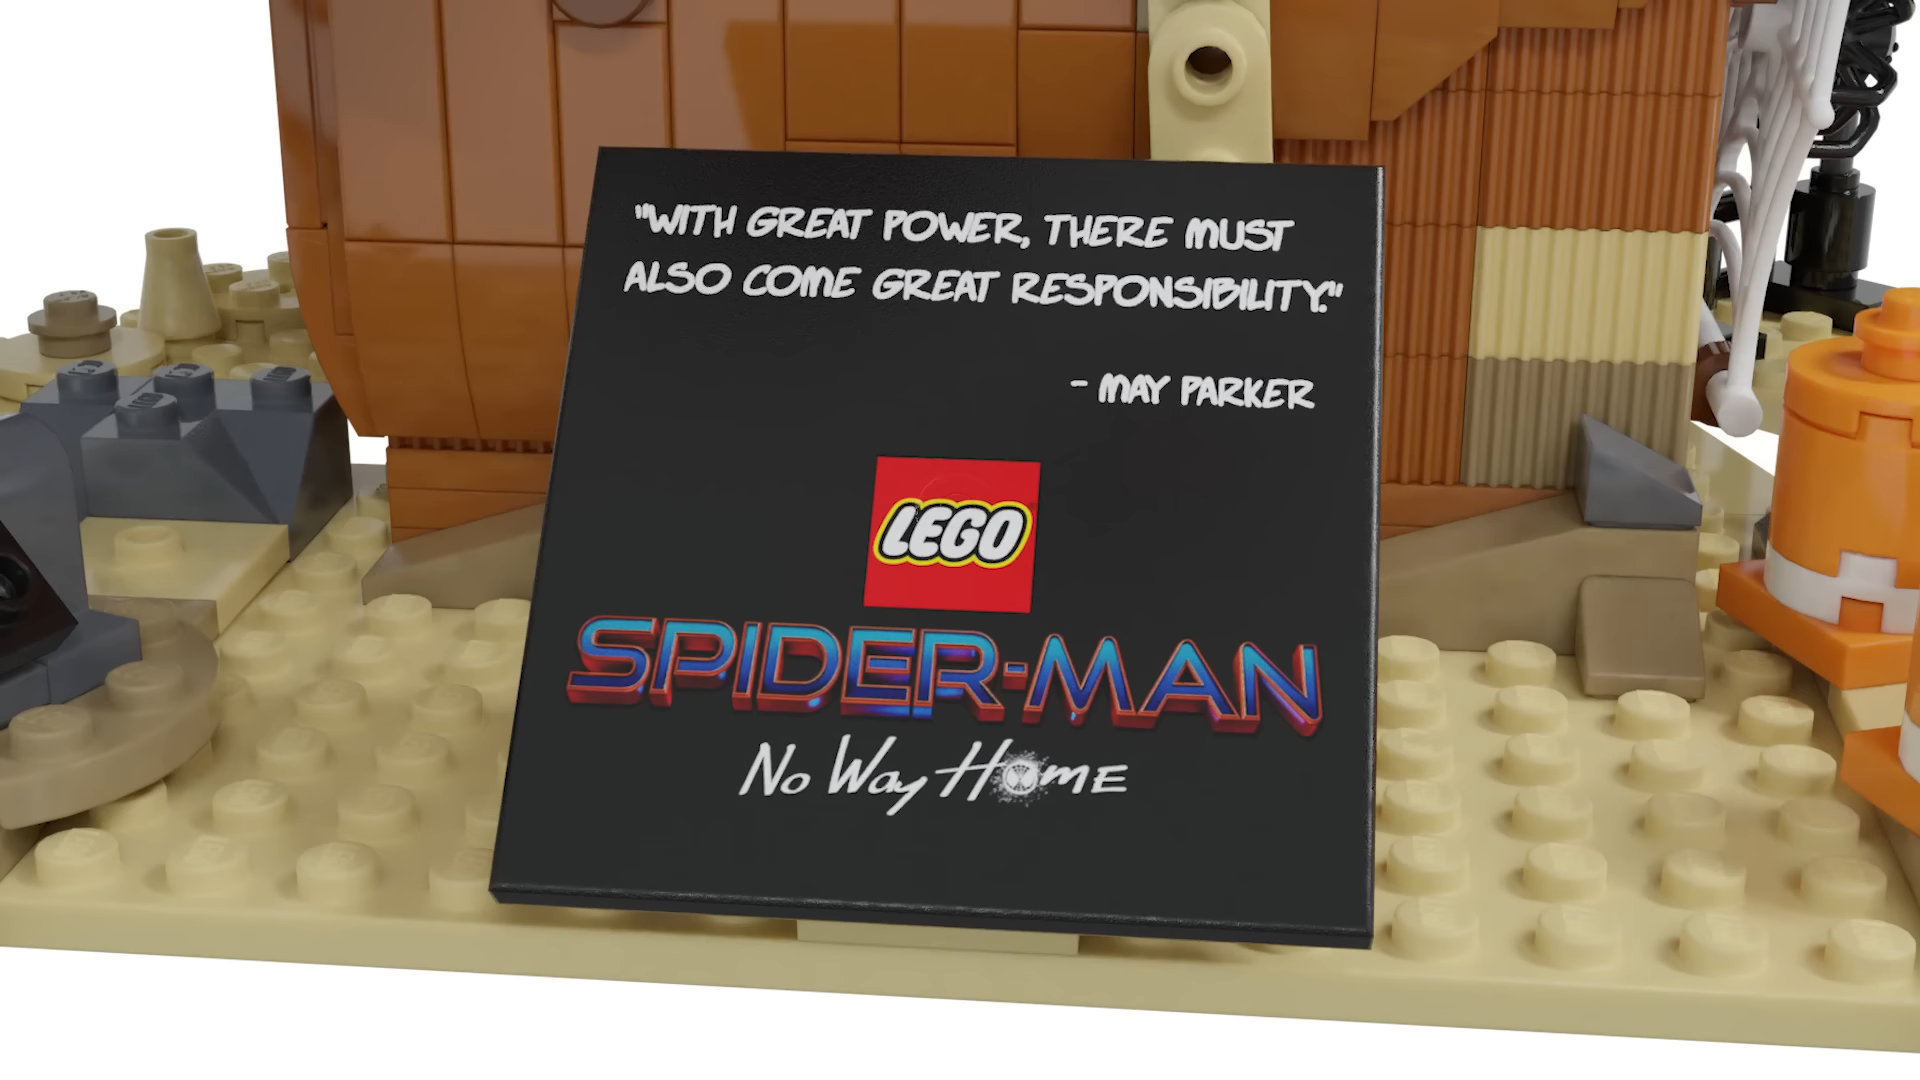 "WITH GREAT POWER, THERE MUST
ALSO COME GREAT RESPONSIBILITY."
- MAY PARKER
LEGO
SPIDER-MAN
No Way Home